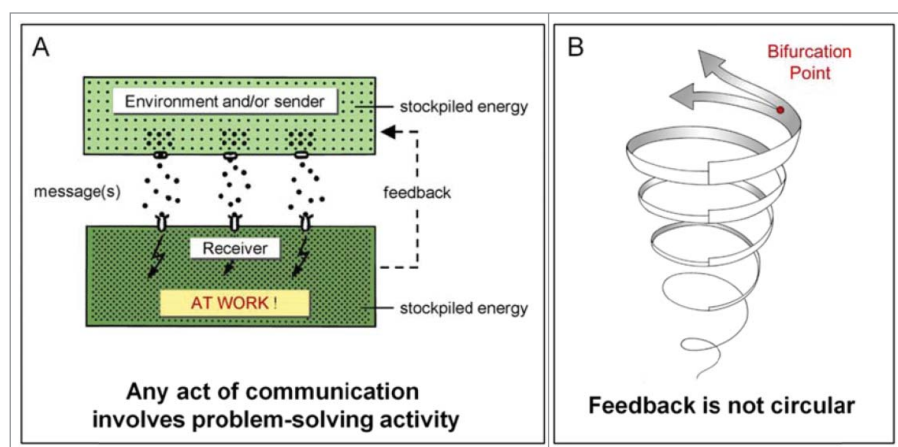 A
Environment and/or sender
stockpiled energy
message(s)
feedback
Receiver
AT WORK !
stockpiled energy
Any act of communication
involves problem-solving activity
B
Bifurcation
Point
Feedback is not circular